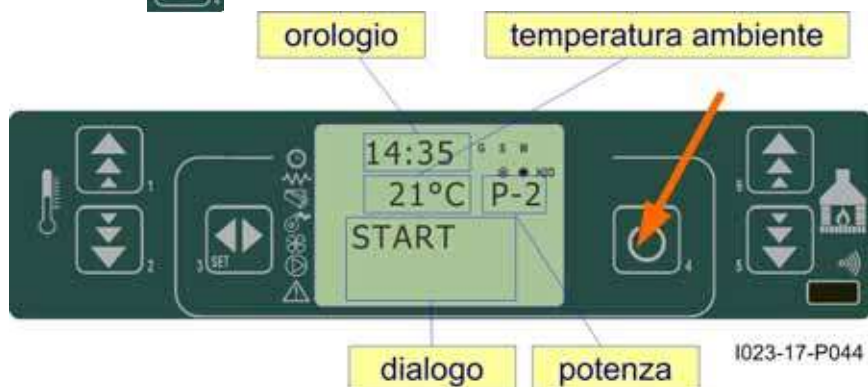 orologio temperatura ambiente
14:35 G S W
21°C P-2
START
1
2
3 SET
4
6
5
dialogo potenza
I023-17-P044